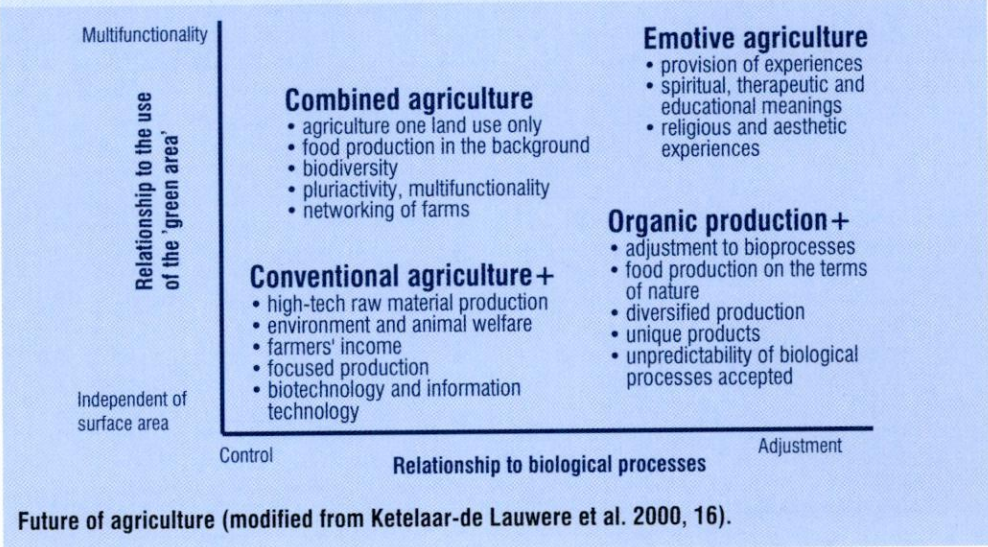 Multifunctionality
Relationship to the use
of the 'green area'
Independent of
surface area
Combined agriculture
• agriculture one land use only
• food production in the background
• biodiversity
• pluriactivity, multifunctionality
• networking of farms
Emotive agriculture
• provision of experiences
• spiritual, therapeutic and
educational meanings
• religious and aesthetic
experiences
Conventional agriculture+
• high-tech raw material production
• environment and animal welfare
• farmers' income
• focused production
• biotechnology and information
technology
Organic production+
• adjustment to bioprocesses
• food production on the terms
of nature
• diversified production
• unique products
• unpredictability of biological
processes accepted
Control
Relationship to biological processes
Adjustment
Future of agriculture (modified from Ketelaar-de Lauwere et al. 2000, 16).